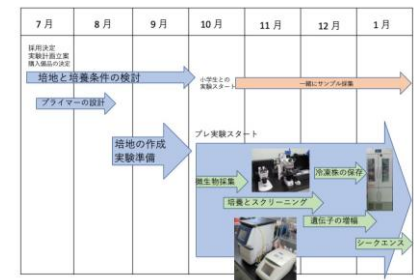 7月 8月 9月 10月 11月 12月 1月
採用決定
実験計画立案
購入備品の決定
培地と培養条件の検討
小学生との
実験スタート
一緒にサンプル採集
プライマーの設計
培地の作成
実験準備
プレ実験スタート
微生物採集
冷凍株の保存
培養とスクリーニング
遺伝子の増幅
シークエンス